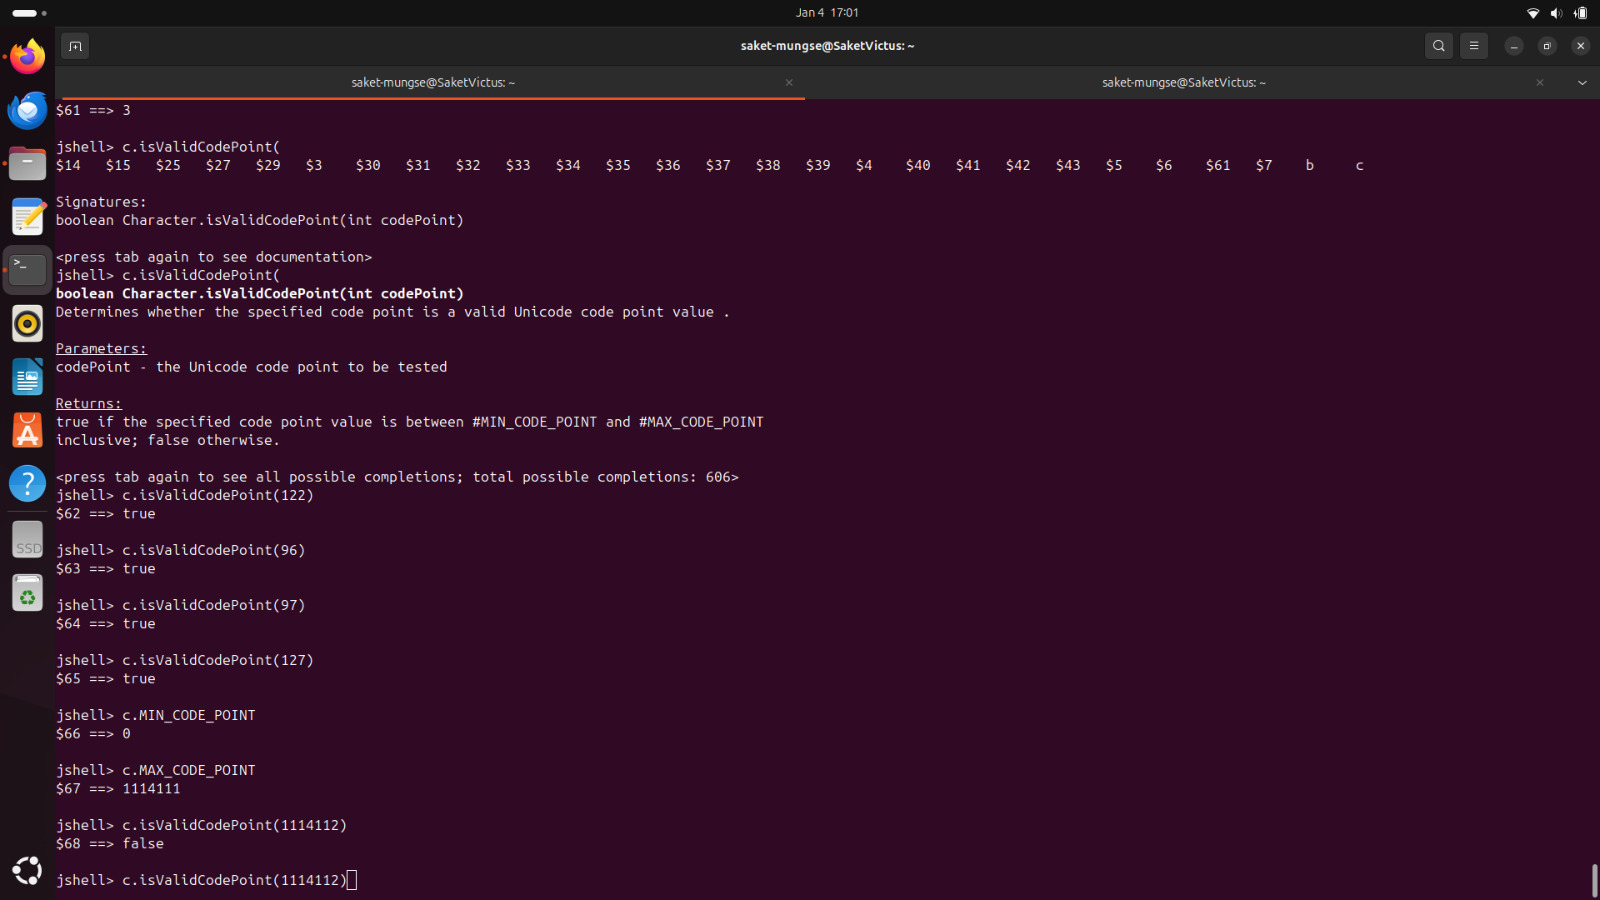 Jan 4 17:01
saket-mungse@SaketVictus: ~
saket-mungse@SaketVictus: ~
saket-mungse@SaketVictus: ~
$61 ==> 3
jshell> c.isValidCodePoint(
$14 $15 $25 $27 $29 $3 $30 $31 $32 $33 $34 $35 $36 $37 $38 $39 $4 $40 $41 $42 $43 $5 $6 $61 $7 b c
Signatures:
boolean Character.isValidCodePoint(int codePoint)
<press tab again to see documentation>
jshell> c.isValidCodePoint(
boolean Character.isValidCodePoint(int codePoint)
Determines whether the specified code point is a valid Unicode code point value .
Parameters:
codePoint - the Unicode code point to be tested
Returns:
true if the specified code point value is between #MIN_CODE_POINT and #MAX_CODE_POINT
inclusive; false otherwise.
<press tab again to see all possible completions; total possible completions: 606>
jshell> c.isValidCodePoint(122)
$62 ==> true
jshell> c.isValidCodePoint(96)
$63 ==> true
jshell> c.isValidCodePoint(97)
$64 ==> true
jshell> c.isValidCodePoint(127)
$65 ==> true
jshell> c.MIN_CODE_POINT
$66 ==> 0
jshell> c.MAX_CODE_POINT
$67 ==> 1114111
jshell> c.isValidCodePoint(1114112)
$68 ==> false
jshell> c.isValidCodePoint(1114112)
SSD